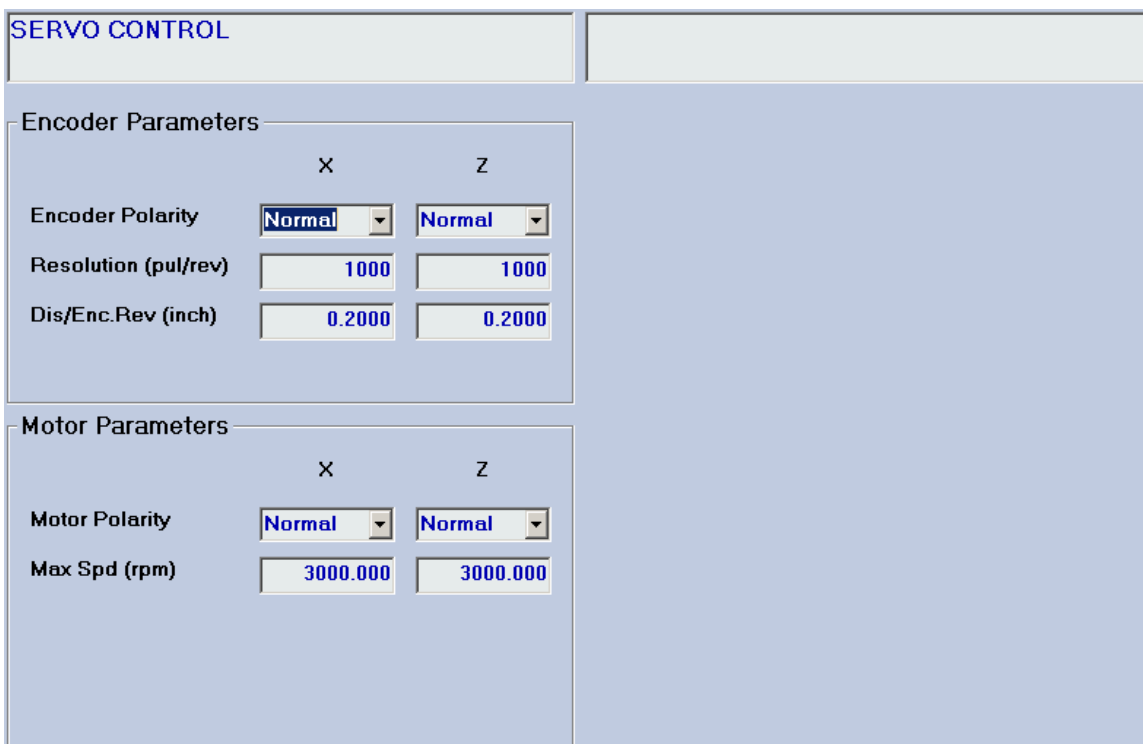 SERVO CONTROL
Encoder Parameters
X Z
Encoder Polarity Normal Normal
Resolution (pul/rev) 1000 1000
Dis/Enc.Rev (inch) 0.2000 0.2000
Motor Parameters
X Z
Motor Polarity Normal Normal
Max Spd (rpm) 3000.000 3000.000